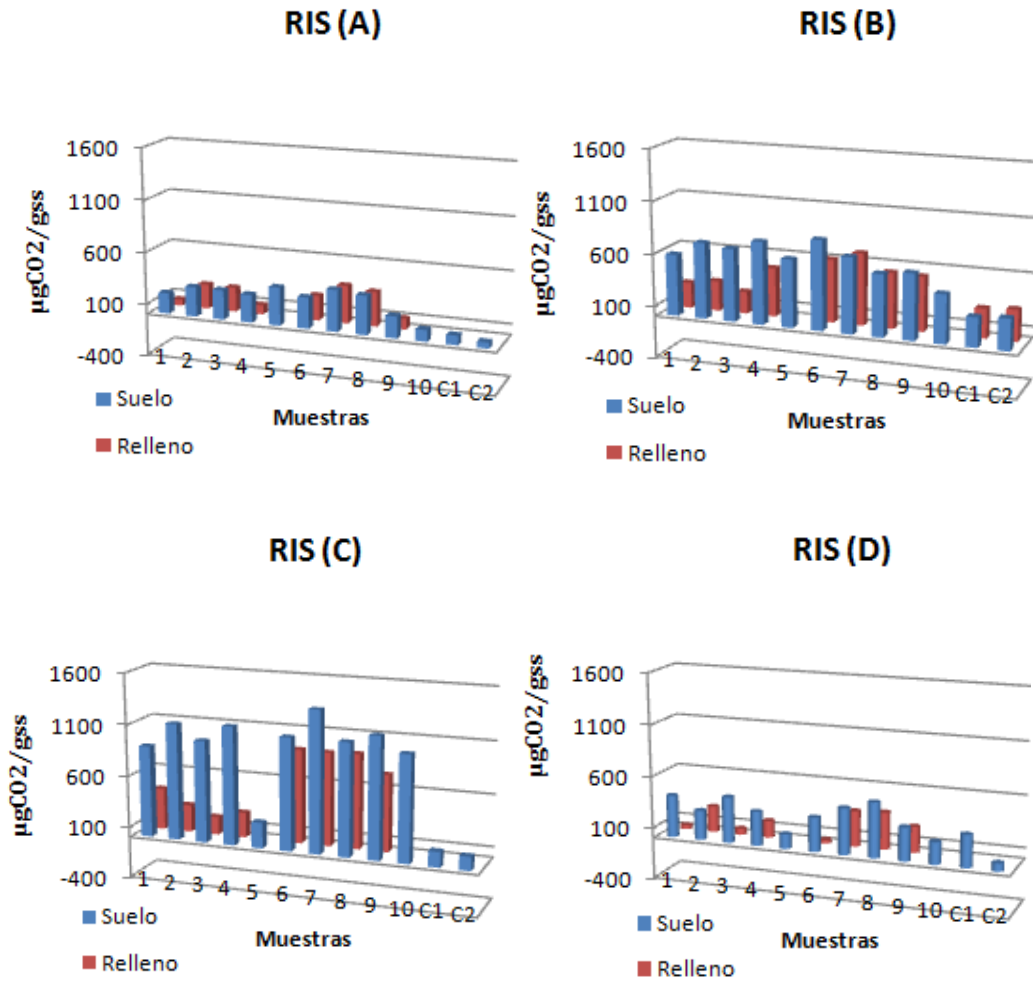 RIS (A)
µgCO2/gss
1600
1100
600
100
-400
1 2 3 4 5 6 7 8 9 10 C1 C2
Muestras
Suelo
Relleno
RIS (B)
µgCO2/gss
1600
1100
600
100
-400
1 2 3 4 5 6 7 8 9 10 C1 C2
Muestras
Suelo
Relleno
RIS (C)
µgCO2/gss
1600
1100
600
100
-400
1 2 3 4 5 6 7 8 9 10 C1 C2
Muestras
Suelo
Relleno
RIS (D)
µgCO2/gss
1600
1100
600
100
-400
1 2 3 4 5 6 7 8 9 10 C1 C2
Muestras
Suelo
Relleno